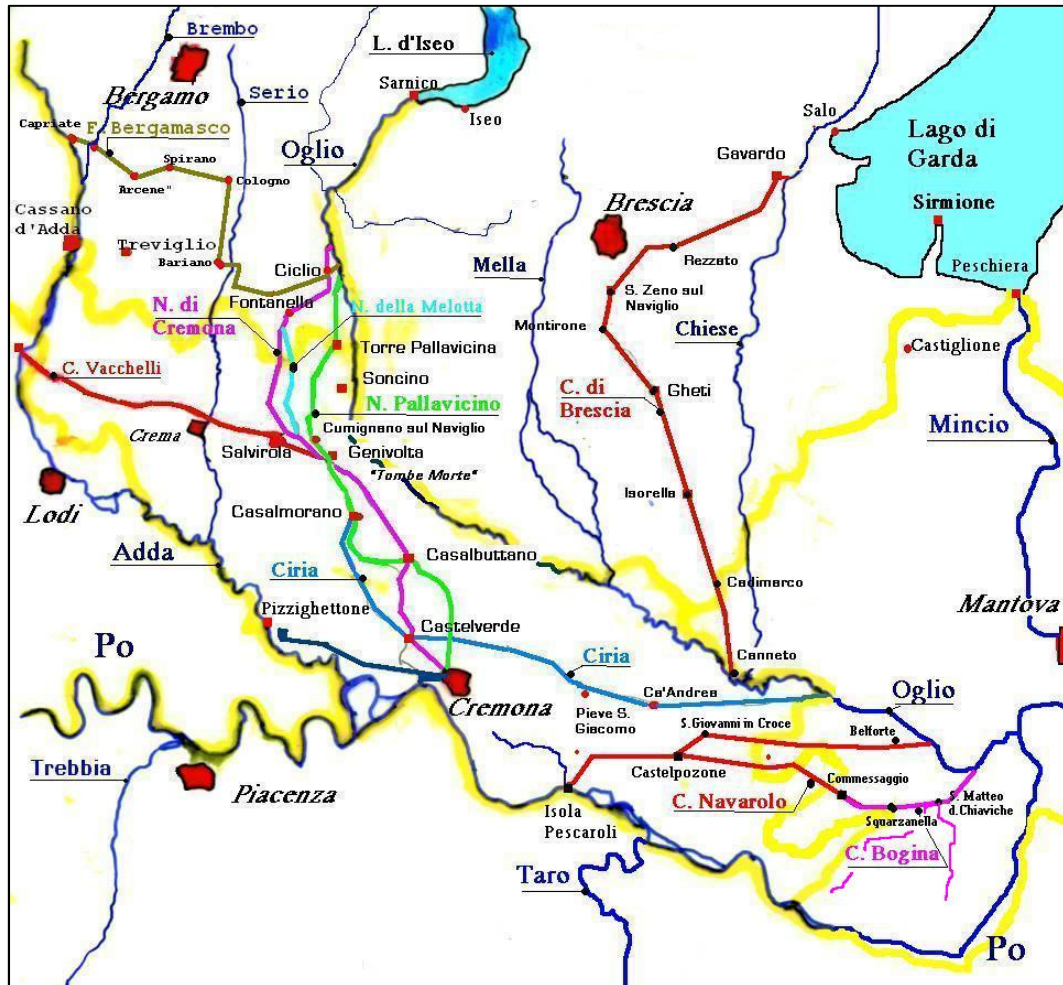 Brembo
L. d'Iseo
Bergamo
Sarnico
Serio
Iseo
Salo
Capriate
F. Bergamasco
Lago di
Garda
Oglio
Gavardo
Spirano
Arcene"
Cologno
Sirmione
Brescia
Cassano
d'Adda
Treviglio
Rezzato
Bariano
Ciclio
Mella
Peschiera
Fontanella
S. Zeno sul
Naviglio
N. di
Cremona
N. della Melotta
Montirone
Chiese
Torre Pallavicina
Castiglione
C. Vacchelli
Soncino
Gheti
C. di
Brescia
N. Pallavicino
Cumignano sul Naviglio
Mincio
Crema
Salvirola
Genivolta
"Tombe Morte"
Lodi
Isorella
Casalmorano
Adda
Casalbuttano
Ciria
Cadimarco
Pizzighettone
Mantova
Castelverde
Po
Canneto
Ciria
Ca'Andrea
Oglio
Cremona
Pieve S.
Giacomo
S.Giovanni in Croce
Belforte
Trebbia
Castelpozone
Piacenza
Commessaggio
C. Navarolo
S. Matteo
d.Chiaviche
Isola
Pescaroli
Squarzanella
C. Bogina
Taro
Po